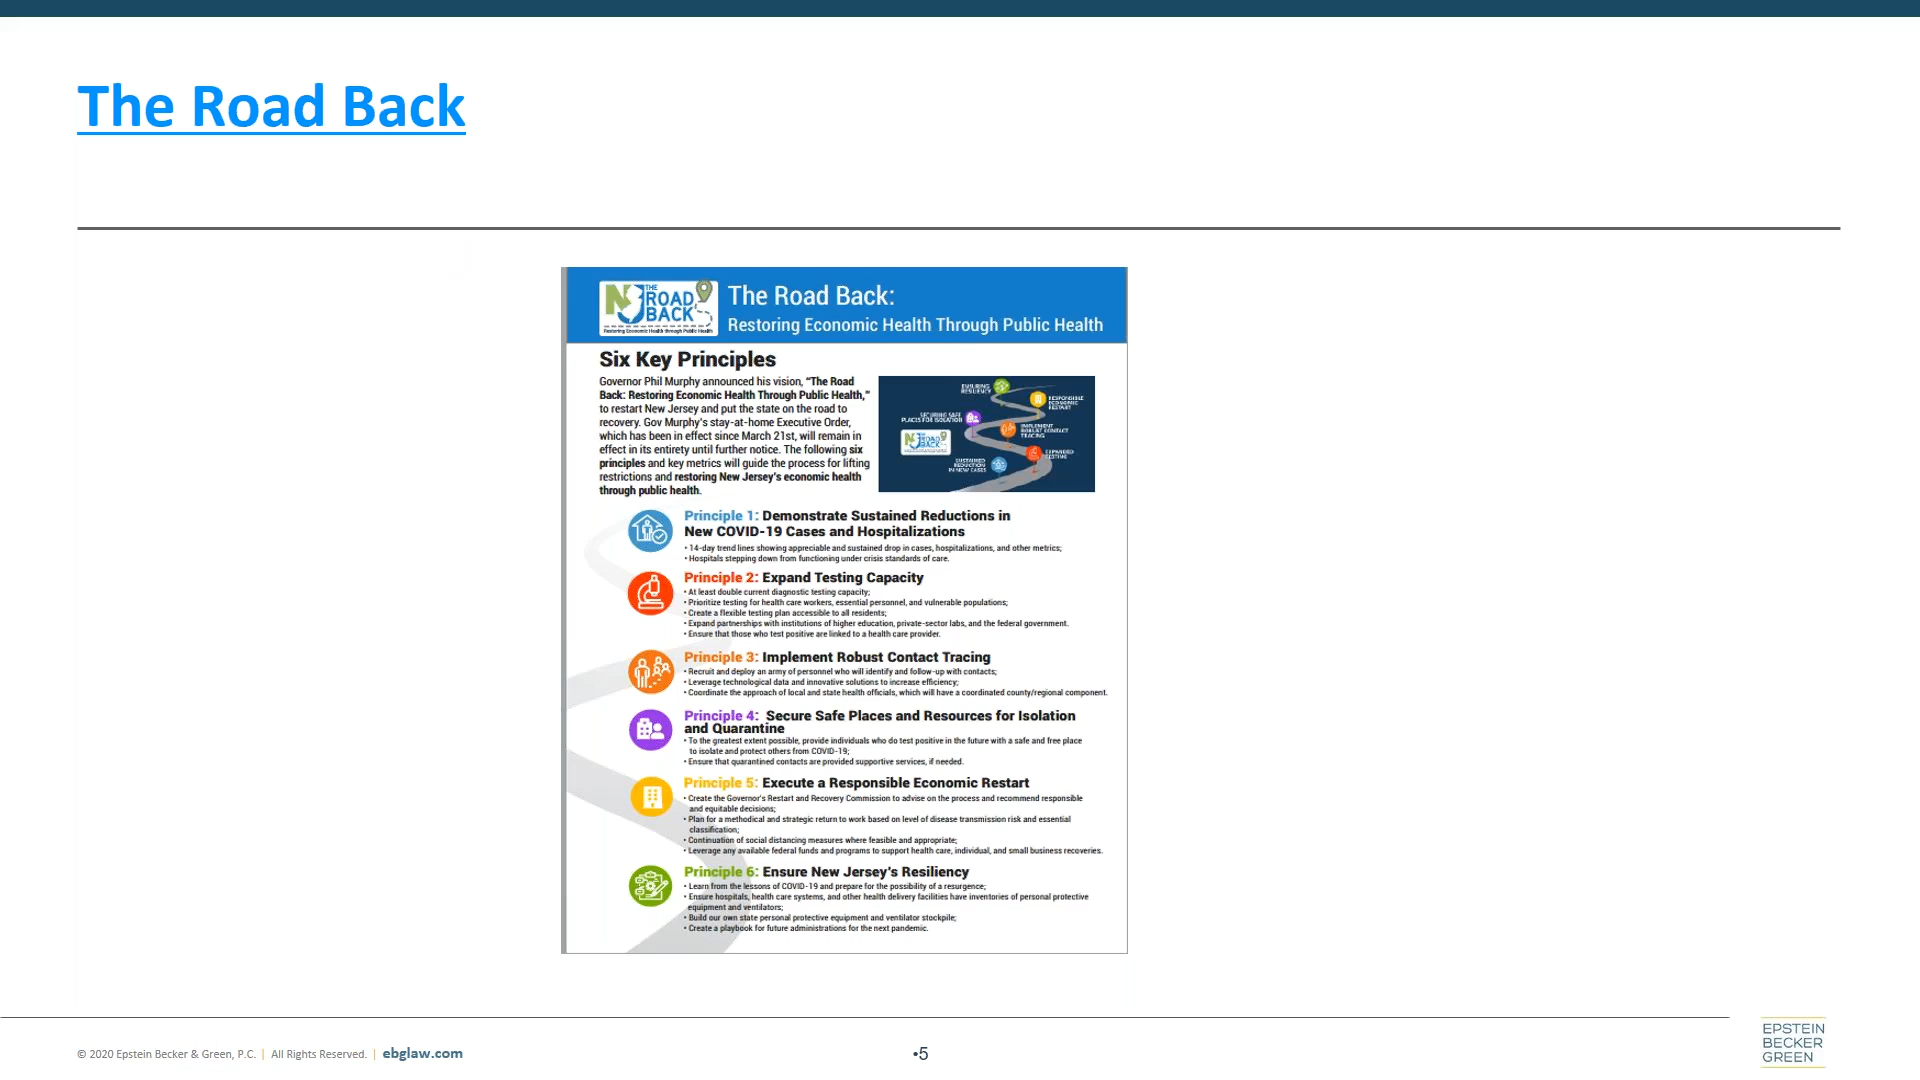 The Road Back
THE
NJ ROAD
BACK
Restoring Economic Health through Public Health
The Road Back:
Restoring Economic Health Through Public Health
Six Key Principles
Governor Phil Murphy announced his vision, “The Road
Back: Restoring Economic Health Through Public Health,”
to restart New Jersey and put the state on the road to
recovery. Gov Murphy's stay-at-home Executive Order,
which has been in effect since March 21st, will remain in
effect in its entirety until further notice. The following six
principles and key metrics will guide the process for lifting
restrictions and restoring New Jersey's economic health
through public health.
ENSURING
RESILIENCY
RESPONSIBLE
ECONOMIC
RESTART
SECURING SAFE
PLACES FOR ISOLATION
IMPLEMENT
ROBUST CONTACT
TRACING
NJ ROAD
BACK
EXPANDED
TESTING
SUSTAINED
REDUCTION
IN NEW CASES
Principle 1: Demonstrate Sustained Reductions in
New COVID-19 Cases and Hospitalizations
• 14-day trend lines showing appreciable and sustained drop in cases, hospitalizations, and other metrics;
• Hospitals stepping down from functioning under crisis standards of care.
Principle 2: Expand Testing Capacity
• At least double current diagnostic testing capacity;
• Prioritize testing for health care workers, essential personnel, and vulnerable populations;
• Create a flexible testing plan accessible to all residents;
• Expand partnerships with institutions of higher education, private-sector labs, and the federal government.
• Ensure that those who test positive are linked to a health care provider.
Principle 3: Implement Robust Contact Tracing
• Recruit and deploy an army of personnel who will identify and follow-up with contacts;
• Leverage technological data and innovative solutions to increase efficiency;
• Coordinate the approach of local and state health officials, which will have a coordinated county/regional component.
Principle 4: Secure Safe Places and Resources for Isolation
and Quarantine
• To the greatest extent possible, provide individuals who do test positive in the future with a safe and free place
to isolate and protect others from COVID-19;
• Ensure that quarantined contacts are provided supportive services, if needed.
Principle 5: Execute a Responsible Economic Restart
• Create the Governor's Restart and Recovery Commission to advise on the process and recommend responsible
and equitable decisions;
• Plan for a methodical and strategic return to work based on level of disease transmission risk and essential
classification;
• Continuation of social distancing measures where feasible and appropriate;
• Leverage any available federal funds and programs to support health care, individual, and small business recoveries.
Principle 6: Ensure New Jersey's Resiliency
• Learn from the lessons of COVID-19 and prepare for the possibility of a resurgence;
• Ensure hospitals, health care systems, and other health delivery facilities have inventories of personal protective
equipment and ventilators;
• Build our own state personal protective equipment and ventilator stockpile;
• Create a playbook for future administrations for the next pandemic.
© 2020 Epstein Becker & Green, P.C. | All Rights Reserved. | ebglaw.com
•5
EPSTEIN
BECKER
GREEN